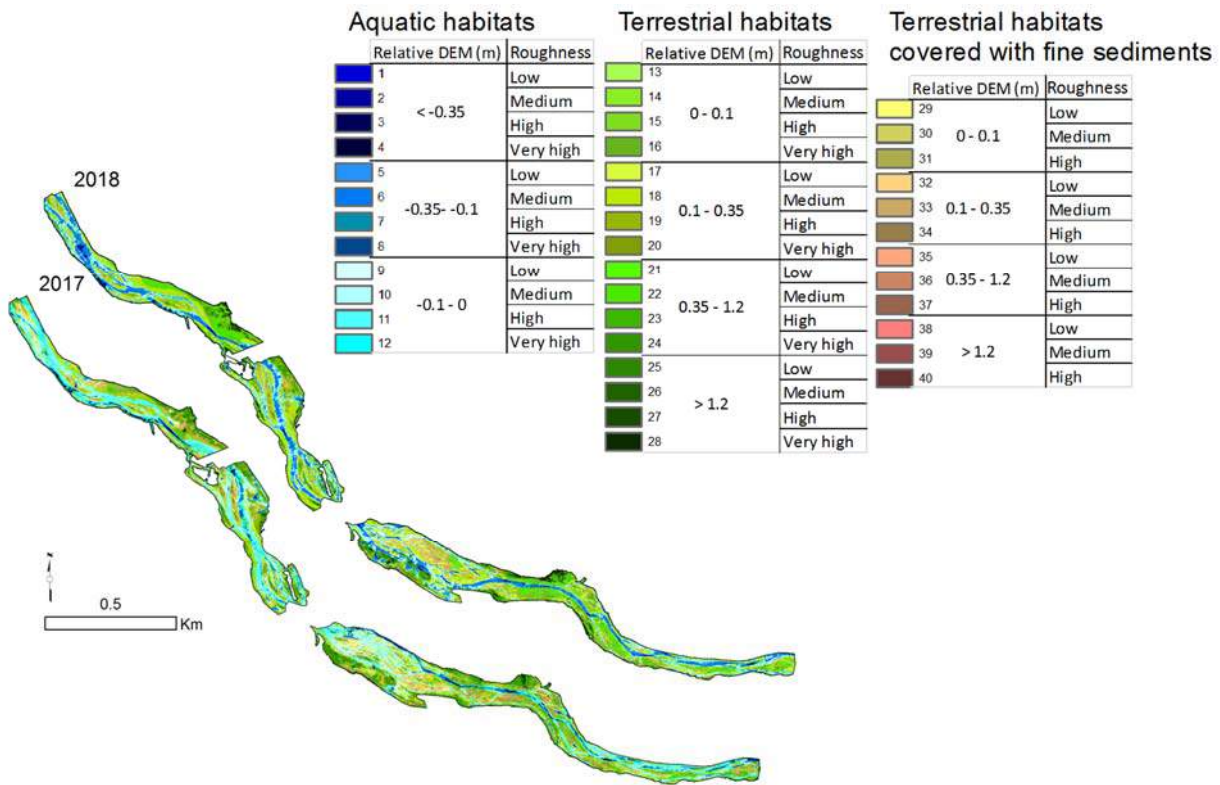 Aquatic habitats
Relative DEM (m) Roughness
1 Low
2 Medium
< -0.35
3 High
4 Very high
5 Low
6 Medium
-0.35- -0.1
7 High
8 Very high
9 Low
10 Medium
-0.1 - 0
11 High
12 Very high
Terrestrial habitats
Relative DEM (m) Roughness
13 Low
14 Medium
0 - 0.1
15 High
16 Very high
17 Low
18 Medium
0.1 - 0.35
19 High
20 Very high
21 Low
22 Medium
0.35 - 1.2
23 High
24 Very high
25 Low
26 Medium
> 1.2
27 High
28 Very high
Terrestrial habitats
covered with fine sediments
Relative DEM (m) Roughness
29 Low
30 0 - 0.1 Medium
31 High
32 Low
33 0.1 - 0.35 Medium
34 High
35 Low
36 0.35 - 1.2 Medium
37 High
38 Low
39 > 1.2 Medium
40 High
2018
2017
N
0.5
Km